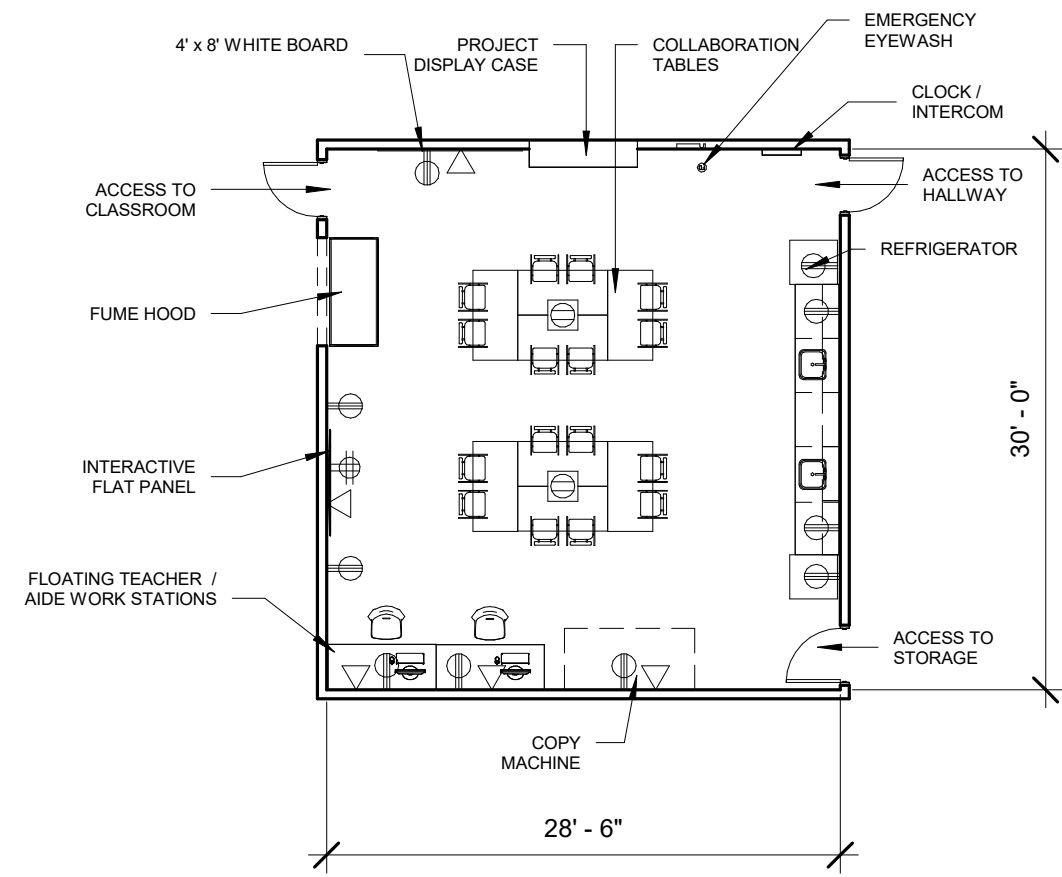 EMERGENCY
EYEWASH
4' x 8' WHITE BOARD
PROJECT
DISPLAY CASE
COLLABORATION
TABLES
CLOCK /
INTERCOM
ACCESS TO
CLASSROOM
ACCESS TO
HALLWAY
REFRIGERATOR
FUME HOOD
30' - 0"
INTERACTIVE
FLAT PANEL
FLOATING TEACHER /
AIDE WORK STATIONS
ACCESS TO
STORAGE
COPY
MACHINE
28' - 6"